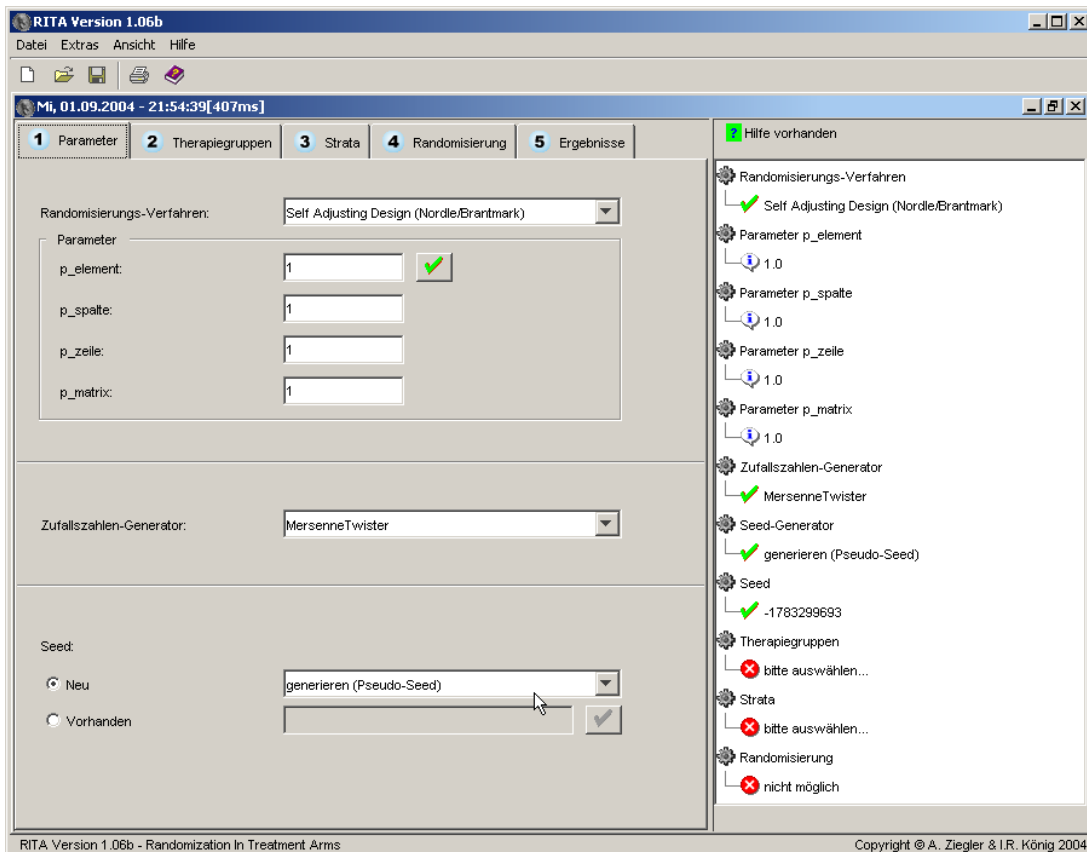 RITA Version 1.06b
Datei Extras Ansicht Hilfe
Mi, 01.09.2004 - 21:54:39[407ms]
1 Parameter
2 Therapiegruppen
3 Strata
4 Randomisierung
5 Ergebnisse
Randomisierungs-Verfahren:
Self Adjusting Design (Nordle/Brantmark)
Parameter
p_element:
1
p_spalte:
1
p_zeile:
1
p_matrix:
1
Zufallszahlen-Generator:
MersenneTwister
Seed:
Neu
generieren (Pseudo-Seed)
Vorhanden
? Hilfe vorhanden
Randomisierungs-Verfahren
Self Adjusting Design (Nordle/Brantmark)
Parameter p_element
1.0
Parameter p_spalte
1.0
Parameter p_zeile
1.0
Parameter p_matrix
1.0
Zufallszahlen-Generator
MersenneTwister
Seed-Generator
generieren (Pseudo-Seed)
Seed
-1783299693
Therapiegruppen
bitte auswählen...
Strata
bitte auswählen...
Randomisierung
nicht möglich
RITA Version 1.06b - Randomization In Treatment Arms
Copyright © A. Ziegler & I.R. König 2004